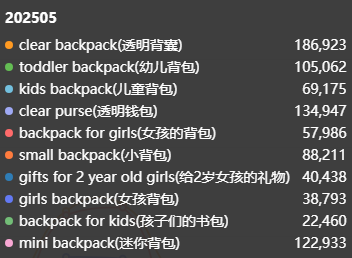 202505
clear backpack(透明背囊) 186,923
toddler backpack(幼儿背包) 105,062
kids backpack(儿童背包) 69,175
clear purse(透明钱包) 134,947
backpack for girls(女孩的背包) 57,986
small backpack(小背包) 88,211
gifts for 2 year old girls(给2岁女孩的礼物) 40,438
girls backpack(女孩背包) 38,793
backpack for kids(孩子们的书包) 22,460
mini backpack(迷你背包) 122,933